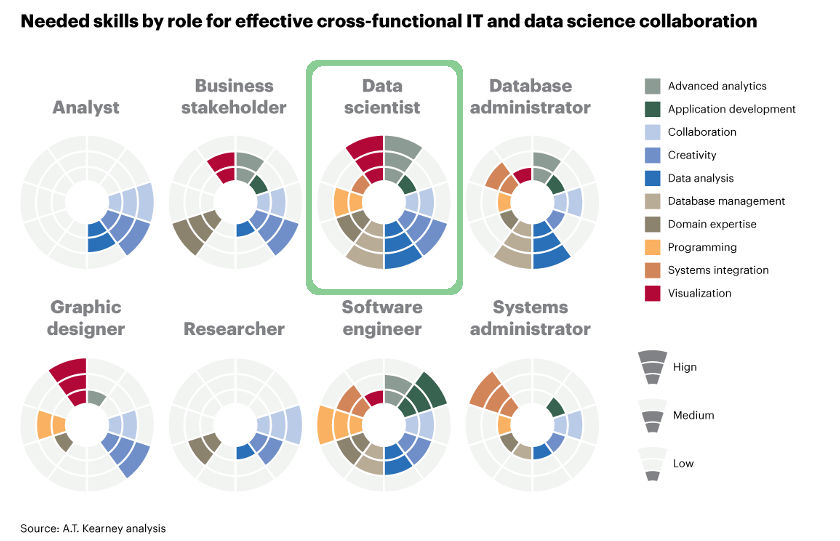 Needed skills by role for effective cross-functional IT and data science collaboration
Analyst
Business
stakeholder
Data
scientist
Database
administrator
Graphic
designer
Researcher
Software
engineer
Systems
administrator
Advanced analytics
Application development
Collaboration
Creativity
Data analysis
Database management
Domain expertise
Programming
Systems integration
Visualization
Hign
Medium
Low
Source: A.T. Kearney analysis